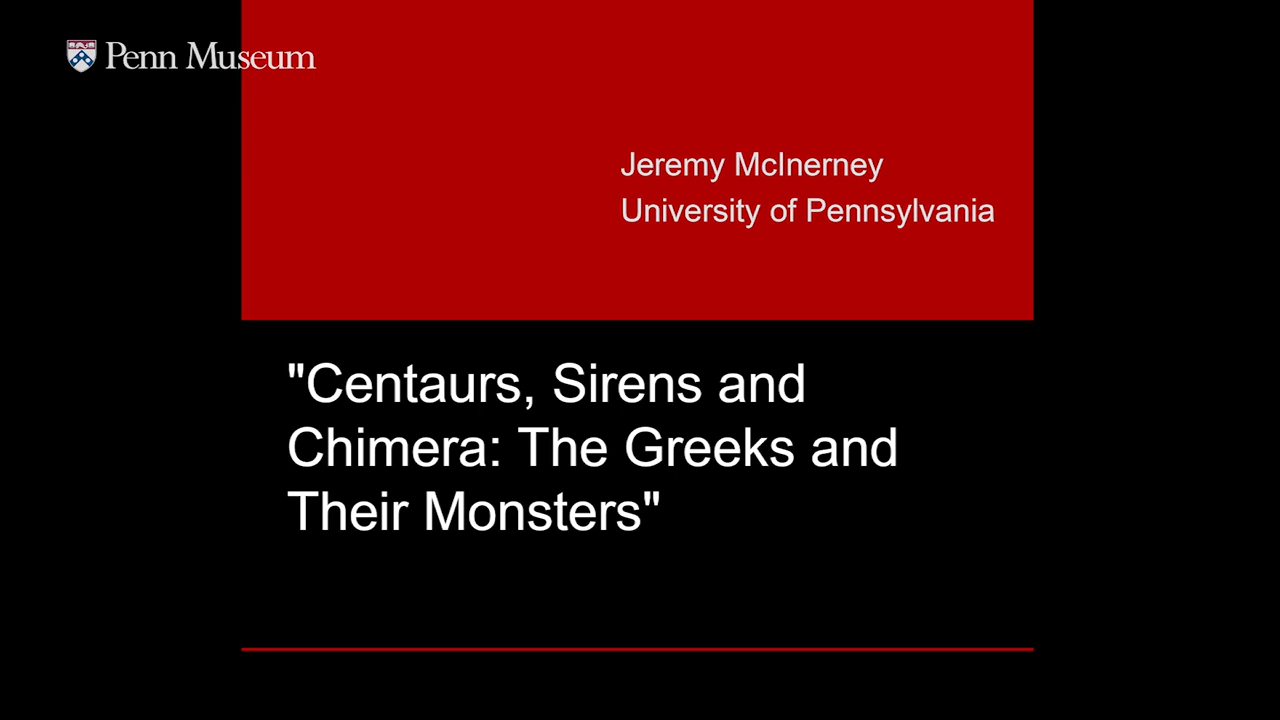 Penn Museum
Jeremy McInerney
University of Pennsylvania
"Centaurs, Sirens and
Chimera: The Greeks and
Their Monsters"